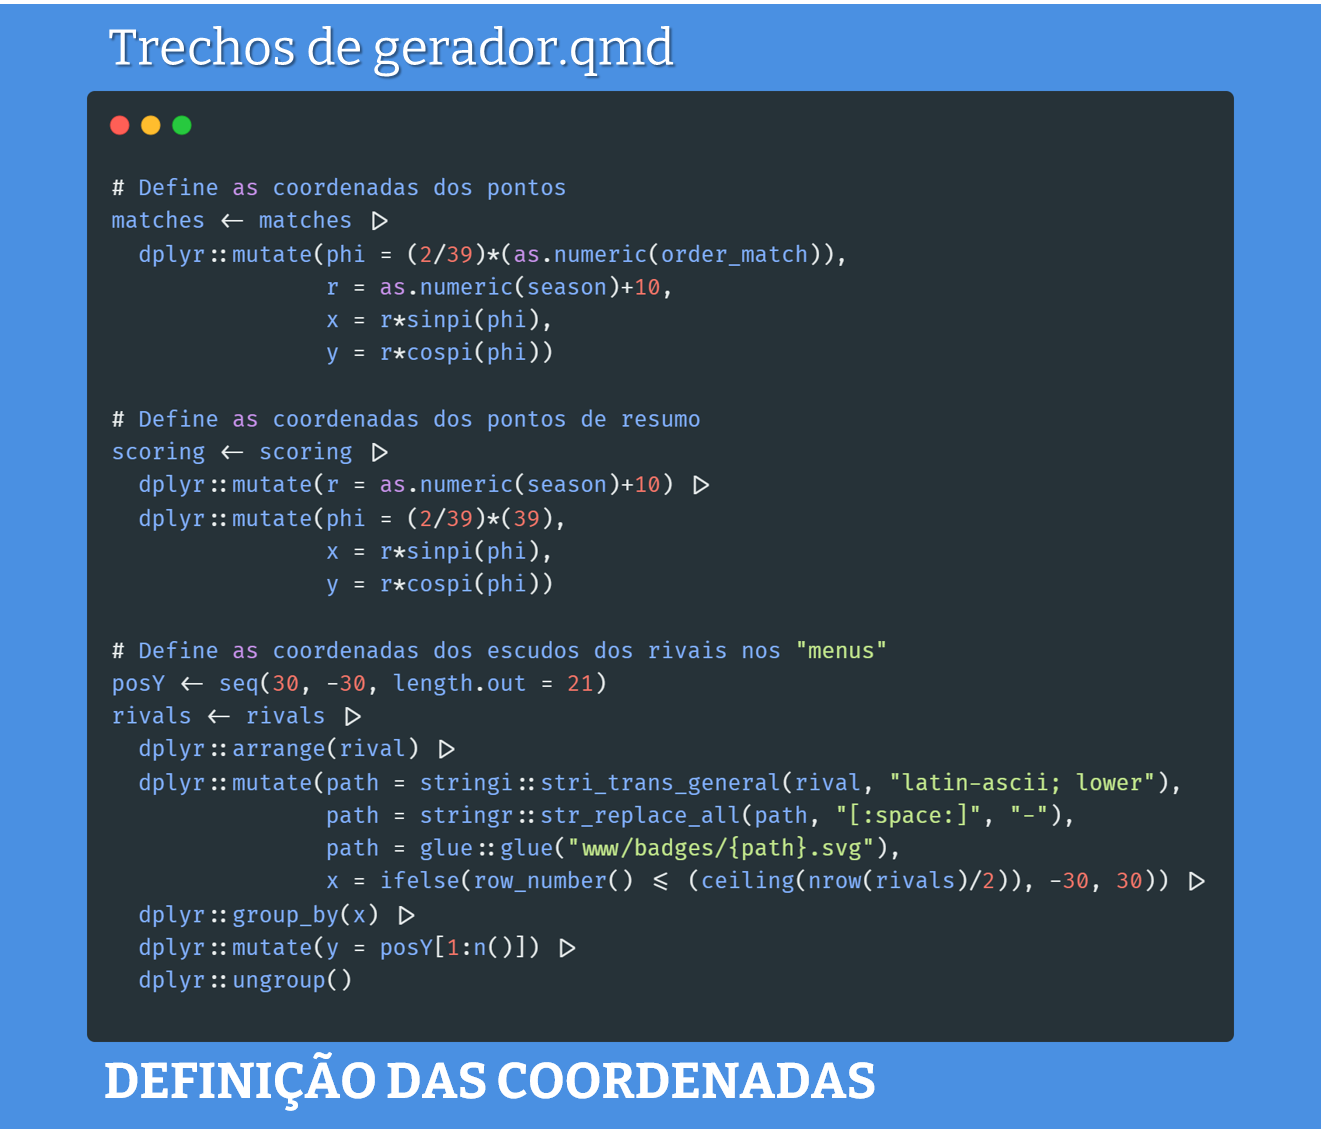 Trechos de gerador.qmd
# Define as coordenadas dos pontos
matches <- matches |>
  dplyr::mutate(phi = (2/39)*(as.numeric(order_match)),
                r = as.numeric(season)+10,
                x = r*sinpi(phi),
                y = r*cospi(phi))
# Define as coordenadas dos pontos de resumo
scoring <- scoring |>
  dplyr::mutate(r = as.numeric(season)+10) |>
  dplyr::mutate(phi = (2/39)*(39),
                x = r*sinpi(phi),
                y = r*cospi(phi))
# Define as coordenadas dos escudos dos rivais nos "menus"
posY <- seq(30, -30, length.out = 21)
rivals <- rivals |>
  dplyr::arrange(rival) |>
  dplyr::mutate(path = stringi::stri_trans_general(rival, "latin-ascii; lower"),
                path = stringr::str_replace_all(path, "[:space:]", "-"),
                path = glue::glue("www/badges/{path}.svg"),
                x = ifelse(row_number() <= (ceiling(nrow(rivals)/2)), -30, 30)) |>
  dplyr::group_by(x) |>
  dplyr::mutate(y = posY[1:n()]) |>
  dplyr::ungroup()
DEFINIÇÃO DAS COORDENADAS